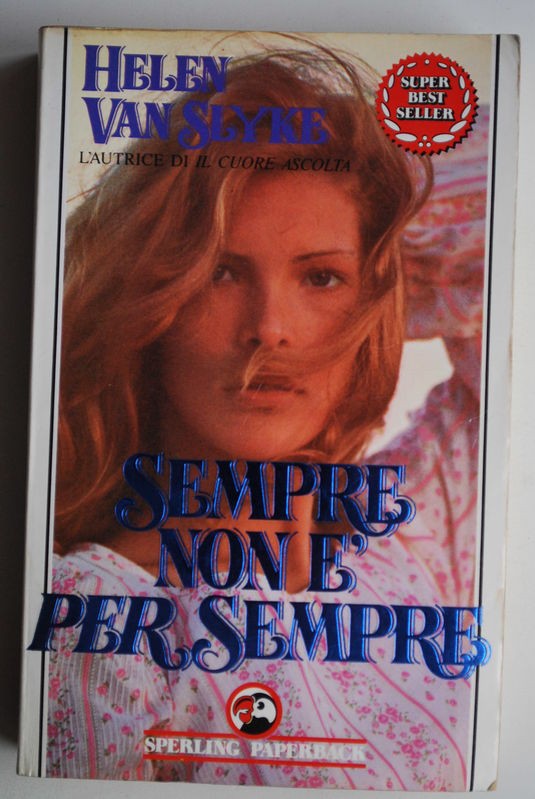 HELEN
VAN SLYKE
L'AUTRICE DI IL CUORE ASCOLTA
SUPER
BEST
SELLER
SEMPRE
NON E'
PER SEMPRE
SPERLING PAPERBACK